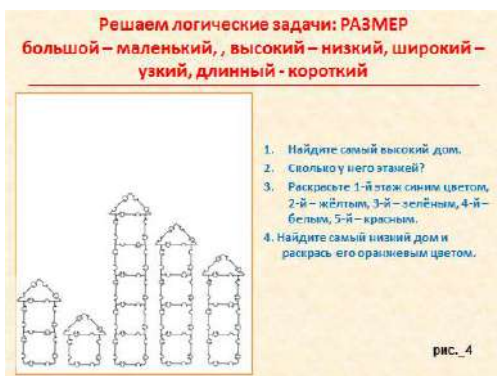 Решаем логические задачи: РАЗМЕР
большой – маленький, , высокий – низкий, широкий –
узкий, длинный - короткий
1. Найдите самый высокий дом.
2. Сколько у него этажей?
3. Раскрасьте 1-й этаж синим цветом,
2-й – жёлтым, 3-й – зелёным, 4-й –
белым, 5-й – красным.
4. Найдите самый низкий дом и
раскрась его оранжевым цветом.
рис._4